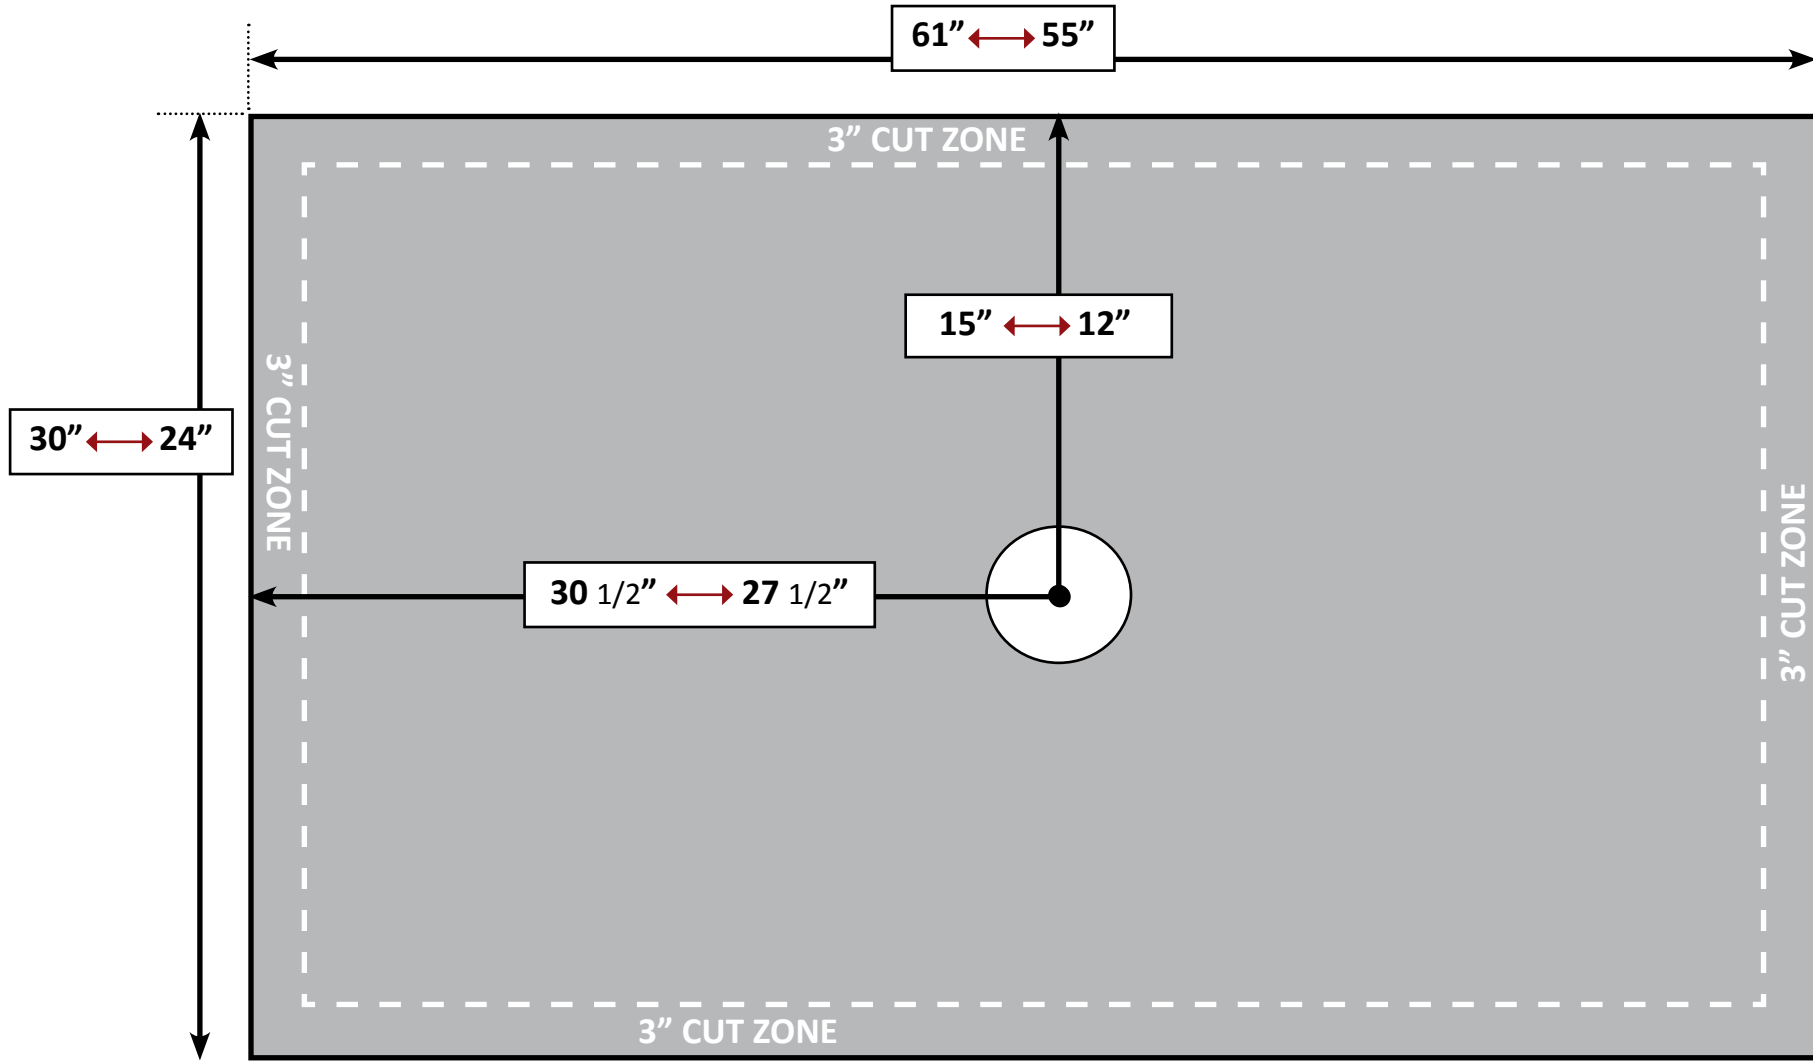 61” 55”
3” CUT ZONE
15” 12”
3” CUT ZONE
30” 24”
30 1/2” 27 1/2”
3” CUT ZONE
3” CUT ZONE